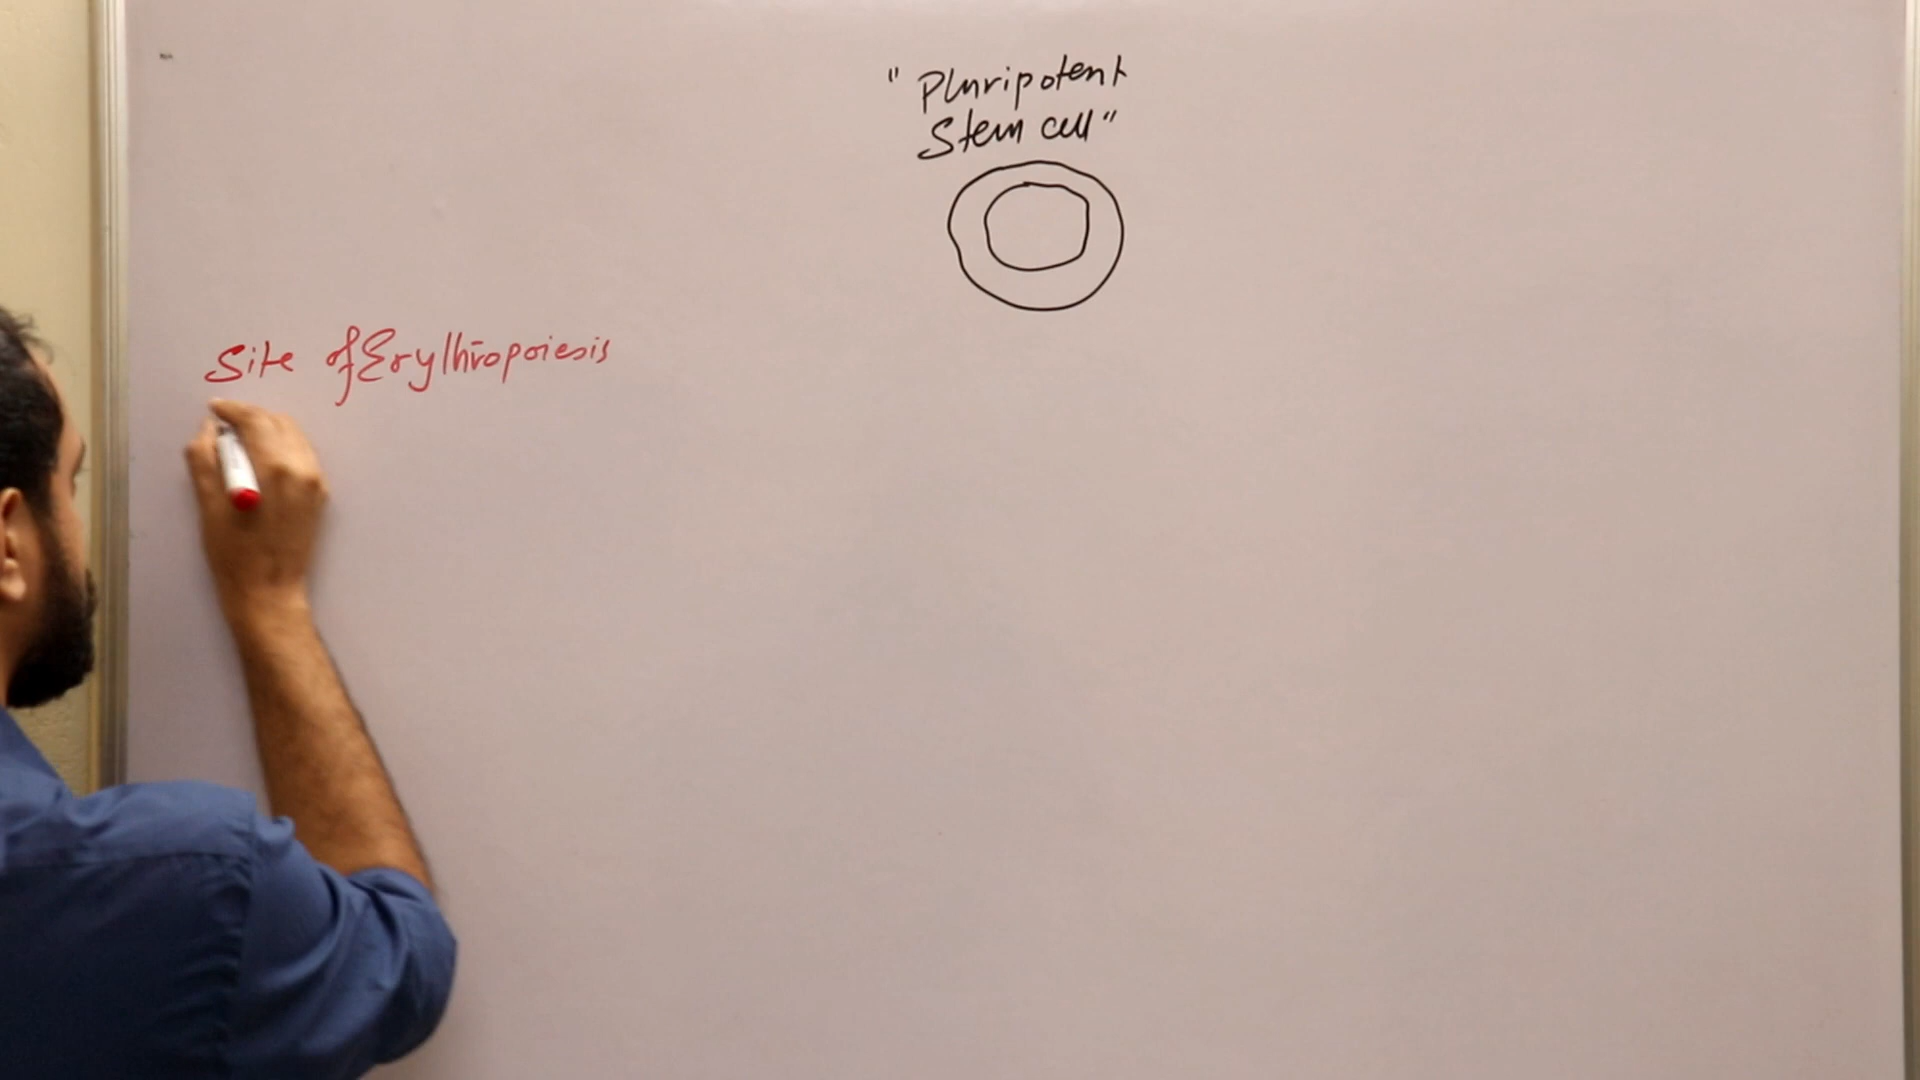 " Pluripotent
Stem cell "
Site of Erythropoiesis